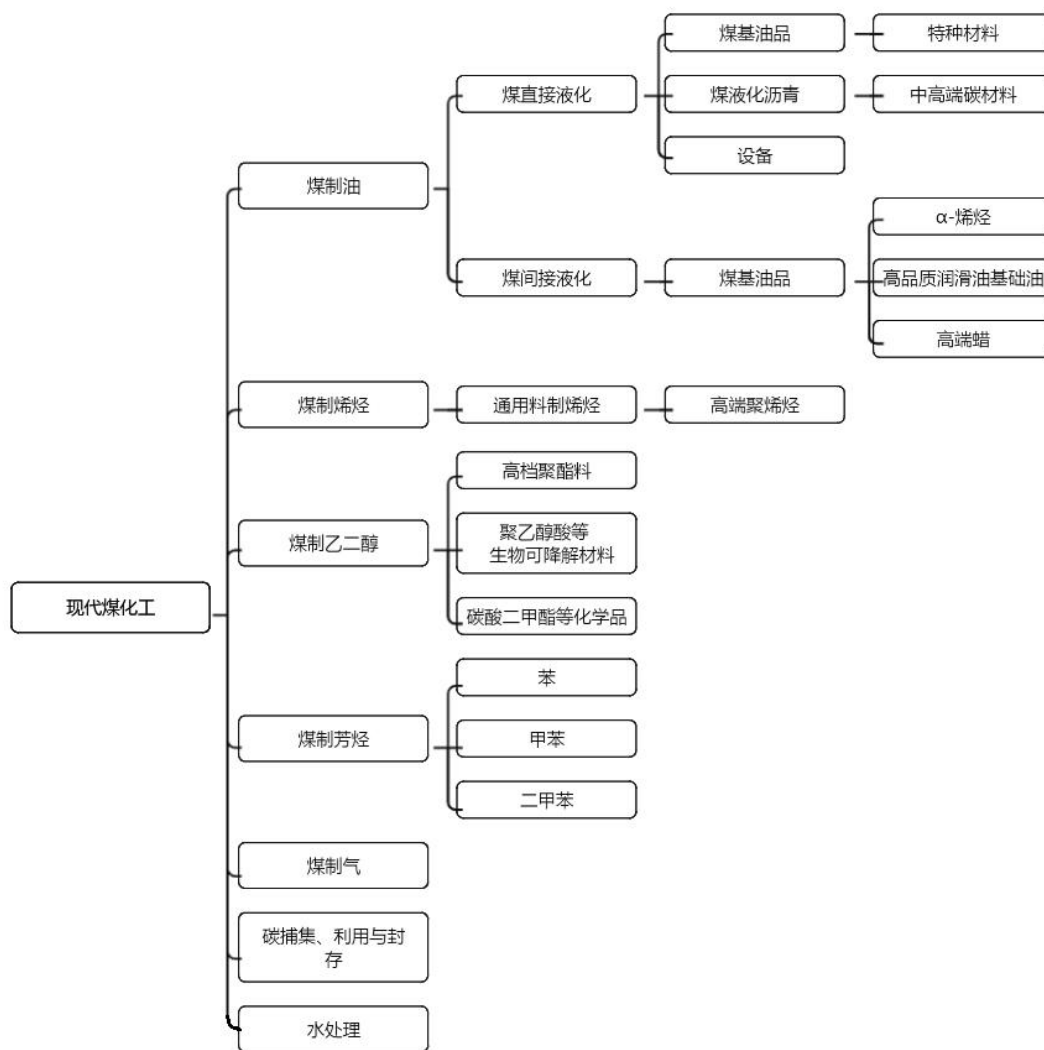 煤基油品
特种材料
煤直接液化
煤液化沥青
中高端碳材料
设备
煤制油
α-烯烃
煤间接液化
煤基油品
高品质润滑油基础油
高端蜡
煤制烯烃
通用料制烯烃
高端聚烯烃
高档聚酯料
煤制乙二醇
聚乙醇酸等
生物可降解材料
碳酸二甲酯等化学品
现代煤化工
苯
煤制芳烃
甲苯
二甲苯
煤制气
碳捕集、利用与封
存
水处理